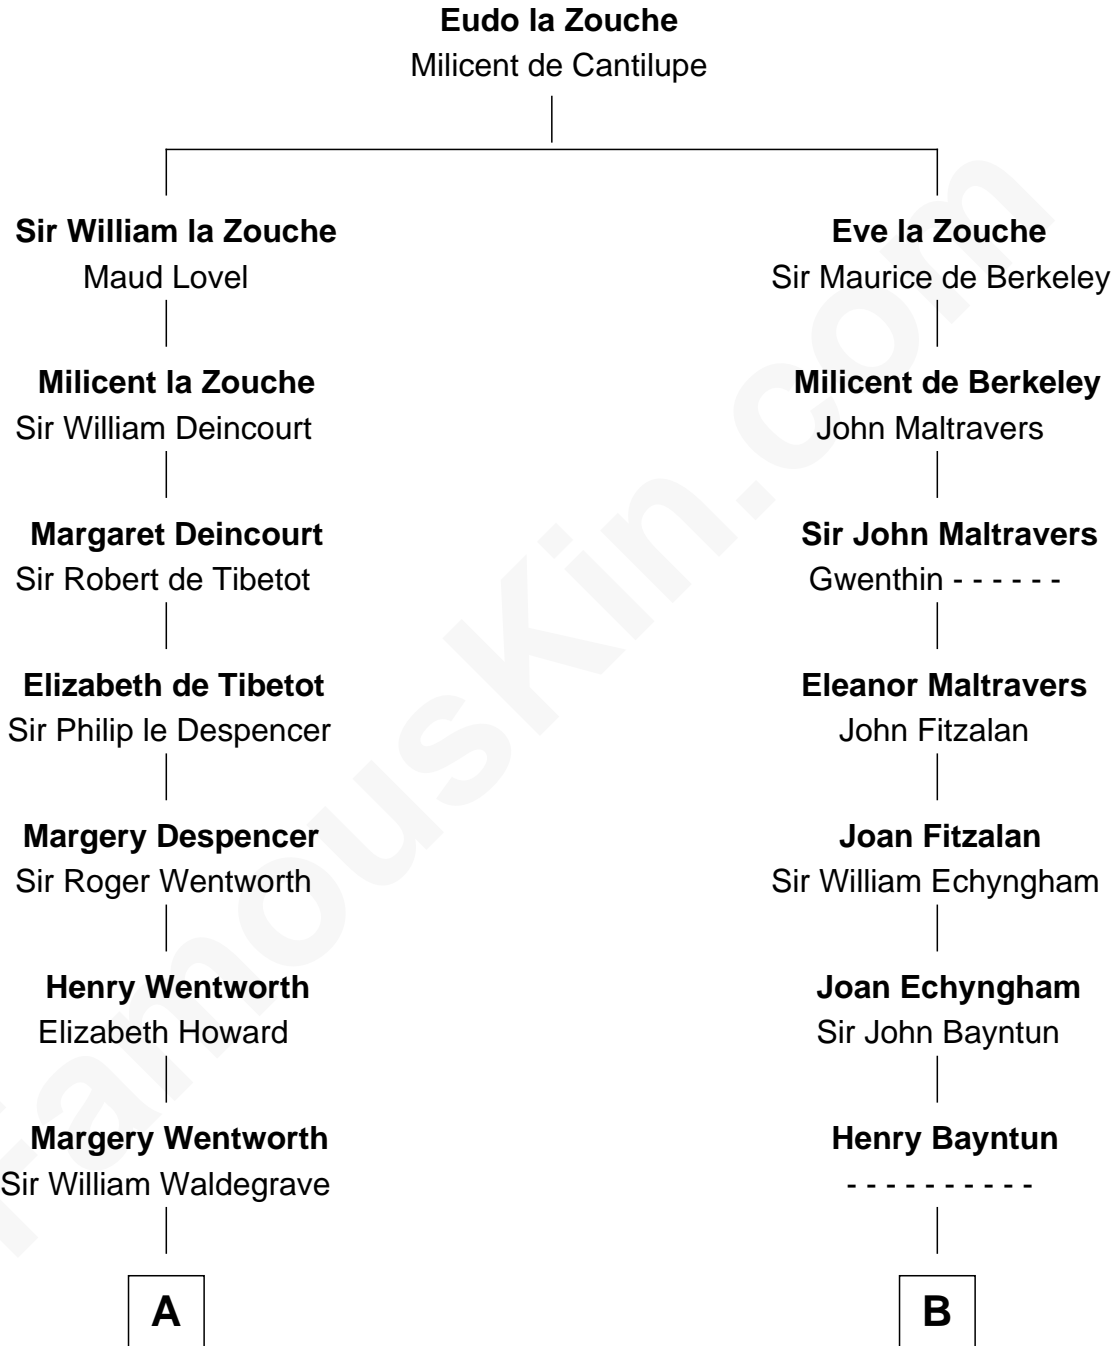 Eudo la Zouche
Milicent de Cantilupe
Sir William la Zouche
Maud Lovel
Eve la Zouche
Sir Maurice de Berkeley
Milicent la Zouche
Sir William Deincourt
Milicent de Berkeley
John Maltravers
Margaret Deincourt
Sir Robert de Tibetot
Sir John Maltravers
Gwenthin - - - - - -
Elizabeth de Tibetot
Sir Philip le Despencer
Eleanor Maltravers
John Fitzalan
Margery Despencer
Sir Roger Wentworth
Joan Fitzalan
Sir William Echyngham
Henry Wentworth
Elizabeth Howard
Joan Echyngham
Sir John Bayntun
Margery Wentworth
Sir William Waldegrave
Henry Bayntun
- - - - - - - - - -
A
B
FamousKin.com